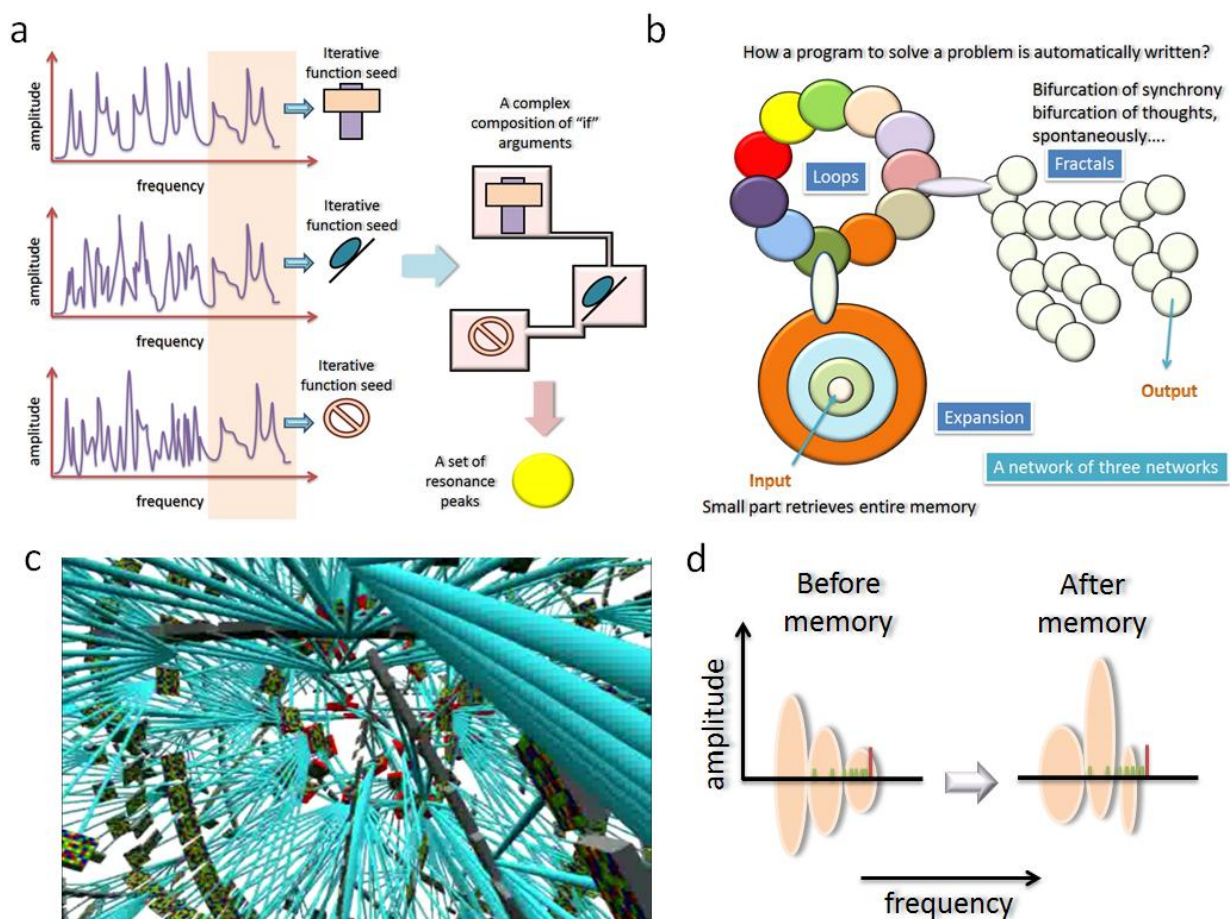 a
Iterative
function seed
amplitude
frequency
Iterative
function seed
amplitude
frequency
Iterative
function seed
amplitude
frequency
A complex
composition of “if”
arguments
A set of
resonance
peaks
b
How a program to solve a problem is automatically written?
Bifurcation of synchrony
bifurcation of thoughts,
spontaneously....
Fractals
Loops
Output
Expansion
Input
A network of three networks
Small part retrieves entire memory
c
d
Before
memory
After
memory
amplitude
frequency